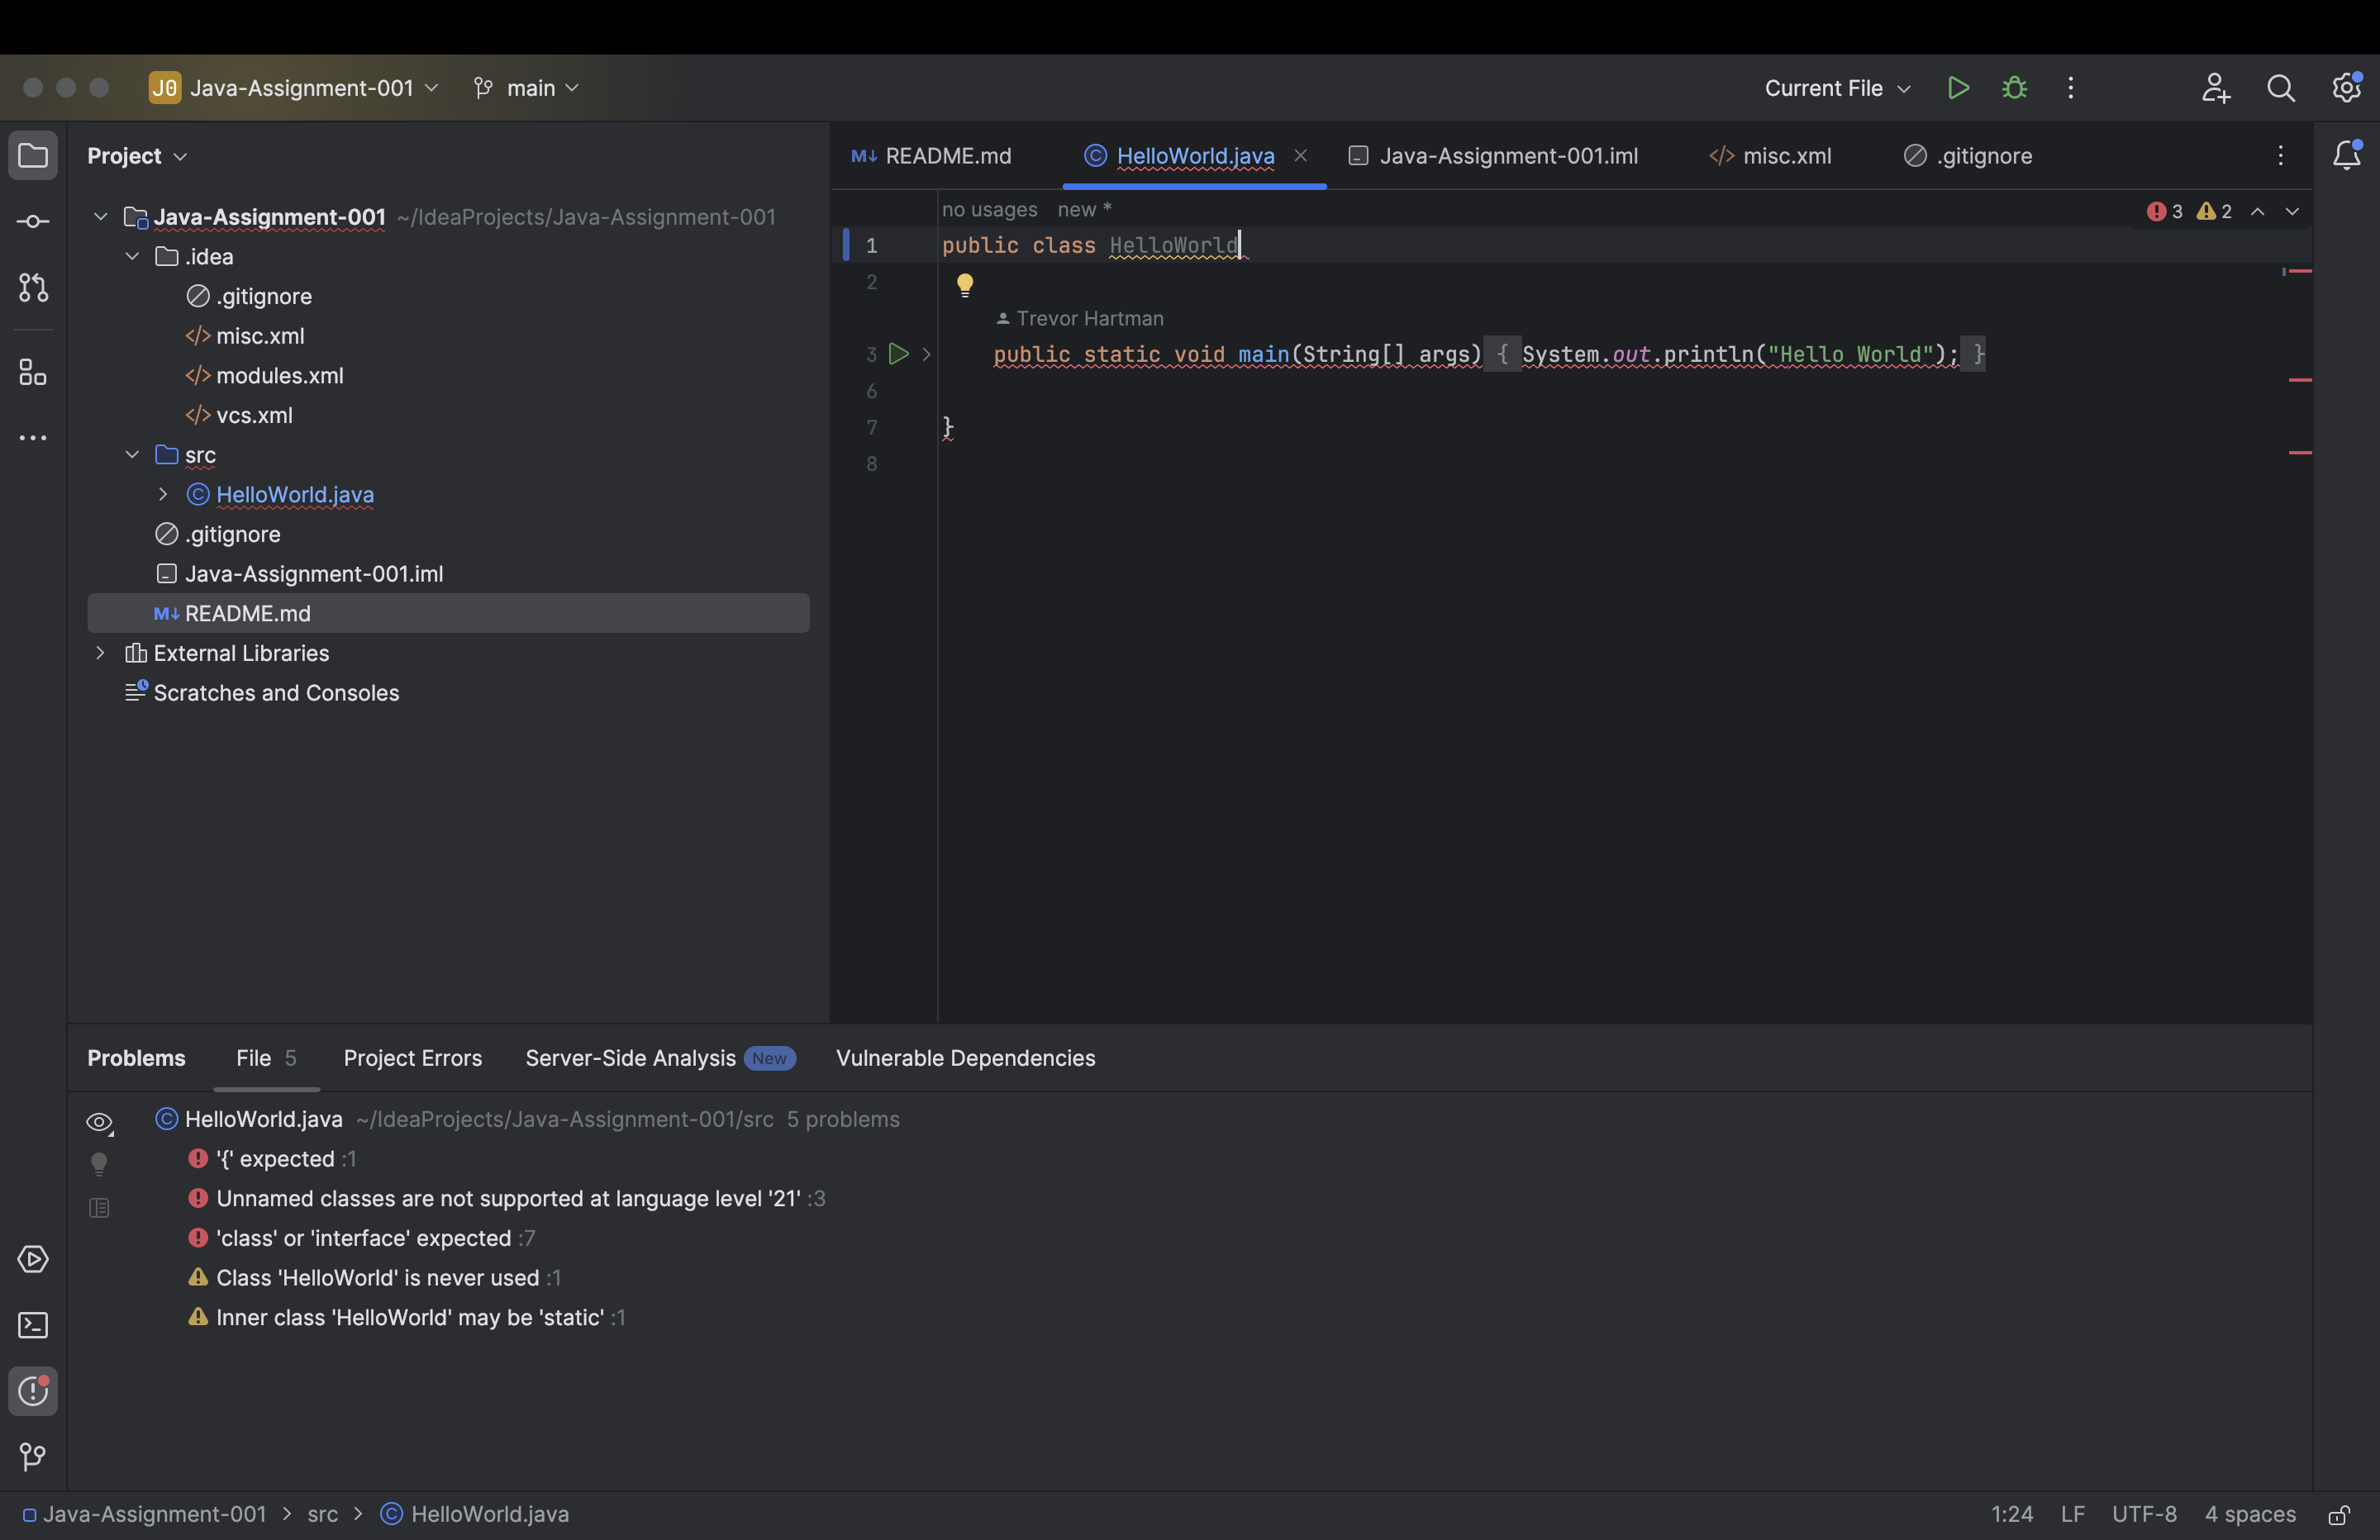 J0 Java-Assignment-001 main Current File
Project
Java-Assignment-001 ~/IdeaProjects/Java-Assignment-001
.idea
.gitignore
misc.xml
modules.xml
vcs.xml
src
HelloWorld.java
.gitignore
Java-Assignment-001.iml
README.md
External Libraries
Scratches and Consoles
README.md HelloWorld.java Java-Assignment-001.iml misc.xml .gitignore
no usages new * 3 2
1 public class HelloWorld
2
Trevor Hartman
3 public static void main(String[] args) { System.out.println("Hello World"); }
6
7 }
8
Problems File 5 Project Errors Server-Side Analysis New Vulnerable Dependencies
HelloWorld.java ~/IdeaProjects/Java-Assignment-001/src 5 problems
'{' expected :1
Unnamed classes are not supported at language level '21' :3
'class' or 'interface' expected :7
Class 'HelloWorld' is never used :1
Inner class 'HelloWorld' may be 'static' :1
Java-Assignment-001 > src > HelloWorld.java 1:24 LF UTF-8 4 spaces